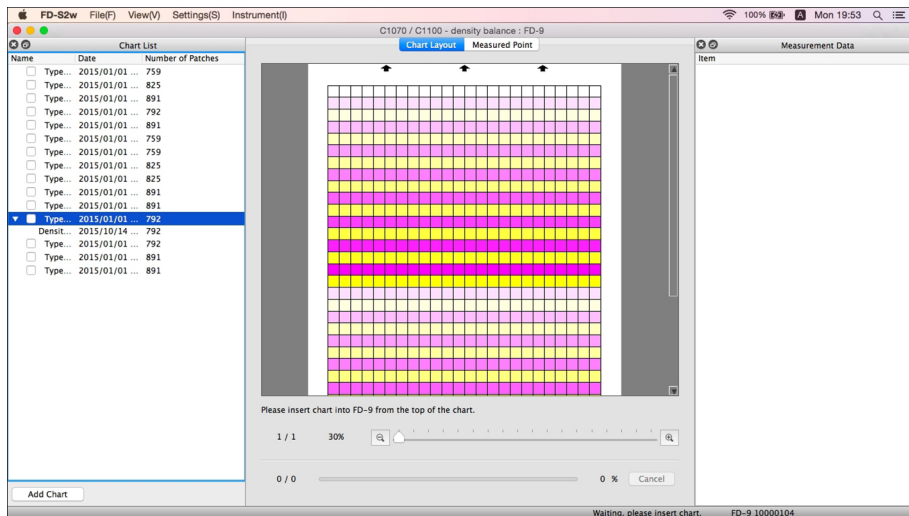 FD-S2w File(F) View(V) Settings(S) Instrument(I) 100% A Mon 19:53
C1070 / C1100 - density balance : FD-9
Chart List
Name Date Number of Patches
Type... 2015/01/01 ... 759
Type... 2015/01/01 ... 825
Type... 2015/01/01 ... 891
Type... 2015/01/01 ... 792
Type... 2015/01/01 ... 891
Type... 2015/01/01 ... 759
Type... 2015/01/01 ... 759
Type... 2015/01/01 ... 825
Type... 2015/01/01 ... 825
Type... 2015/01/01 ... 891
Type... 2015/01/01 ... 891
Type... 2015/01/01 ... 792
Densit... 2015/10/14 ... 792
Type... 2015/01/01 ... 792
Type... 2015/01/01 ... 891
Type... 2015/01/01 ... 891
Add Chart
Chart Layout Measured Point
Please insert chart into FD-9 from the top of the chart.
1 / 1 30%
0 / 0 0 % Cancel
Measurement Data
Item
Waiting, please insert chart. FD-9 10000104